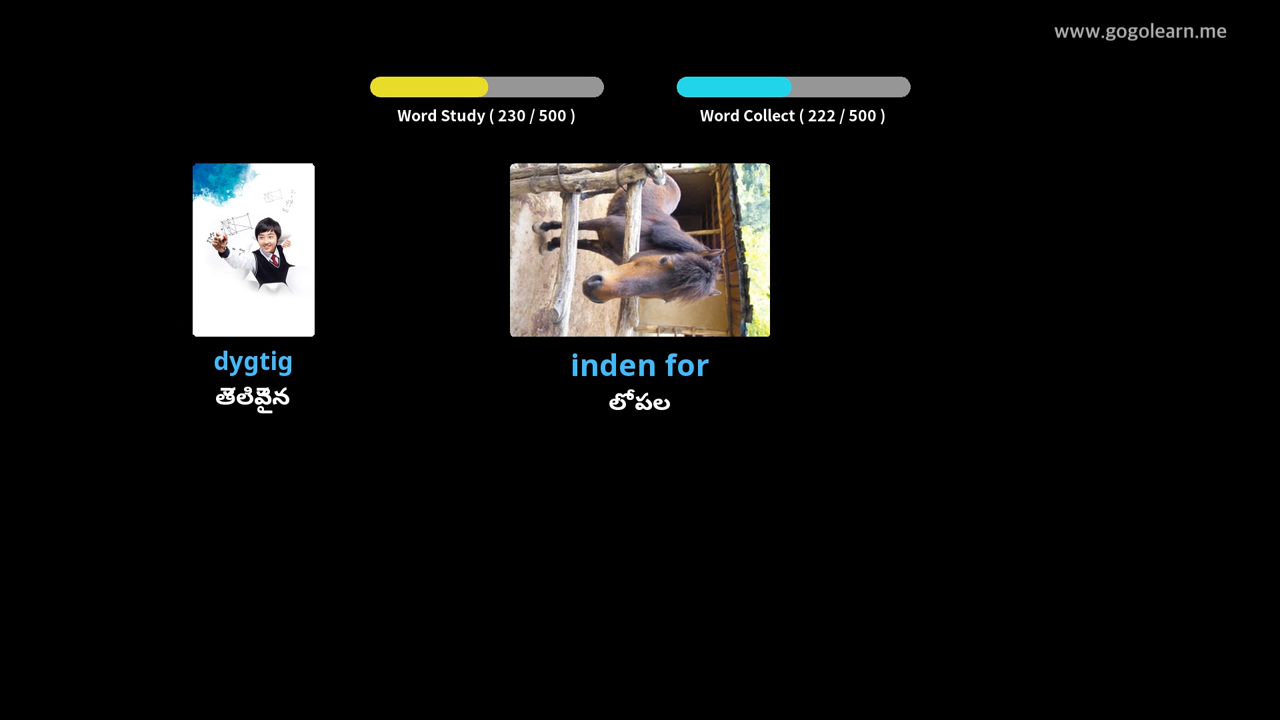 www.gogolearn.me
Word Study ( 230 / 500 )
Word Collect ( 222 / 500 )
dygtig
తెలివైన
inden for
లోపల